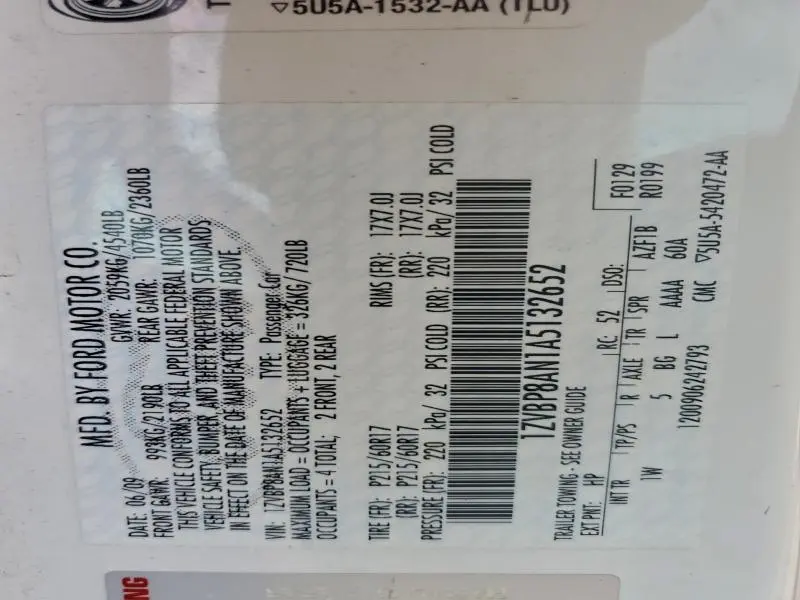 ▽5U5A-1532-AA (TLU)
MFD. BY FORD MOTOR CO.
DATE: 06/09 GVWR: 2059KG/4540LB
FRONT GAWR: 993KG/2190LB REAR GAWR: 1070KG/2360LB
THIS VEHICLE CONFORMS TO ALL APPLICABLE FEDERAL MOTOR
VEHICLE SAFETY, BUMPER, AND THEFT PREVENTION STANDARDS
IN EFFECT ON THE DATE OF MANUFACTURE SHOWN ABOVE
VIN: 1ZVBP8AN1A5132652 TYPE: Passenger Car
MAXIMUM LOAD = OCCUPANTS + LUGGAGE = 326KG/720LB
OCCUPANTS = 4 TOTAL; 2 FRONT, 2 REAR
TIRE (FR): P215/60R17 RIMS (FR): 17X7.0J
(RR): P215/60R17 (RR): 17X7.0J
PRESSURE (FR): 220 kPa/ 32 PSI COLD (RR): 220 kPa/ 32 PSI COLD
1ZVBP8AN1A5132652
TRAILER TOWING - SEE OWNER GUIDE
EXT PNT: HP RC: 52 DSO: F0129
INT TR TP/PS R AXLE TR SPR AZF1B R0199
1W 5 BG L AAAA 60A
1200906242793 CMC ▽5U5A-5420472-AA
NG